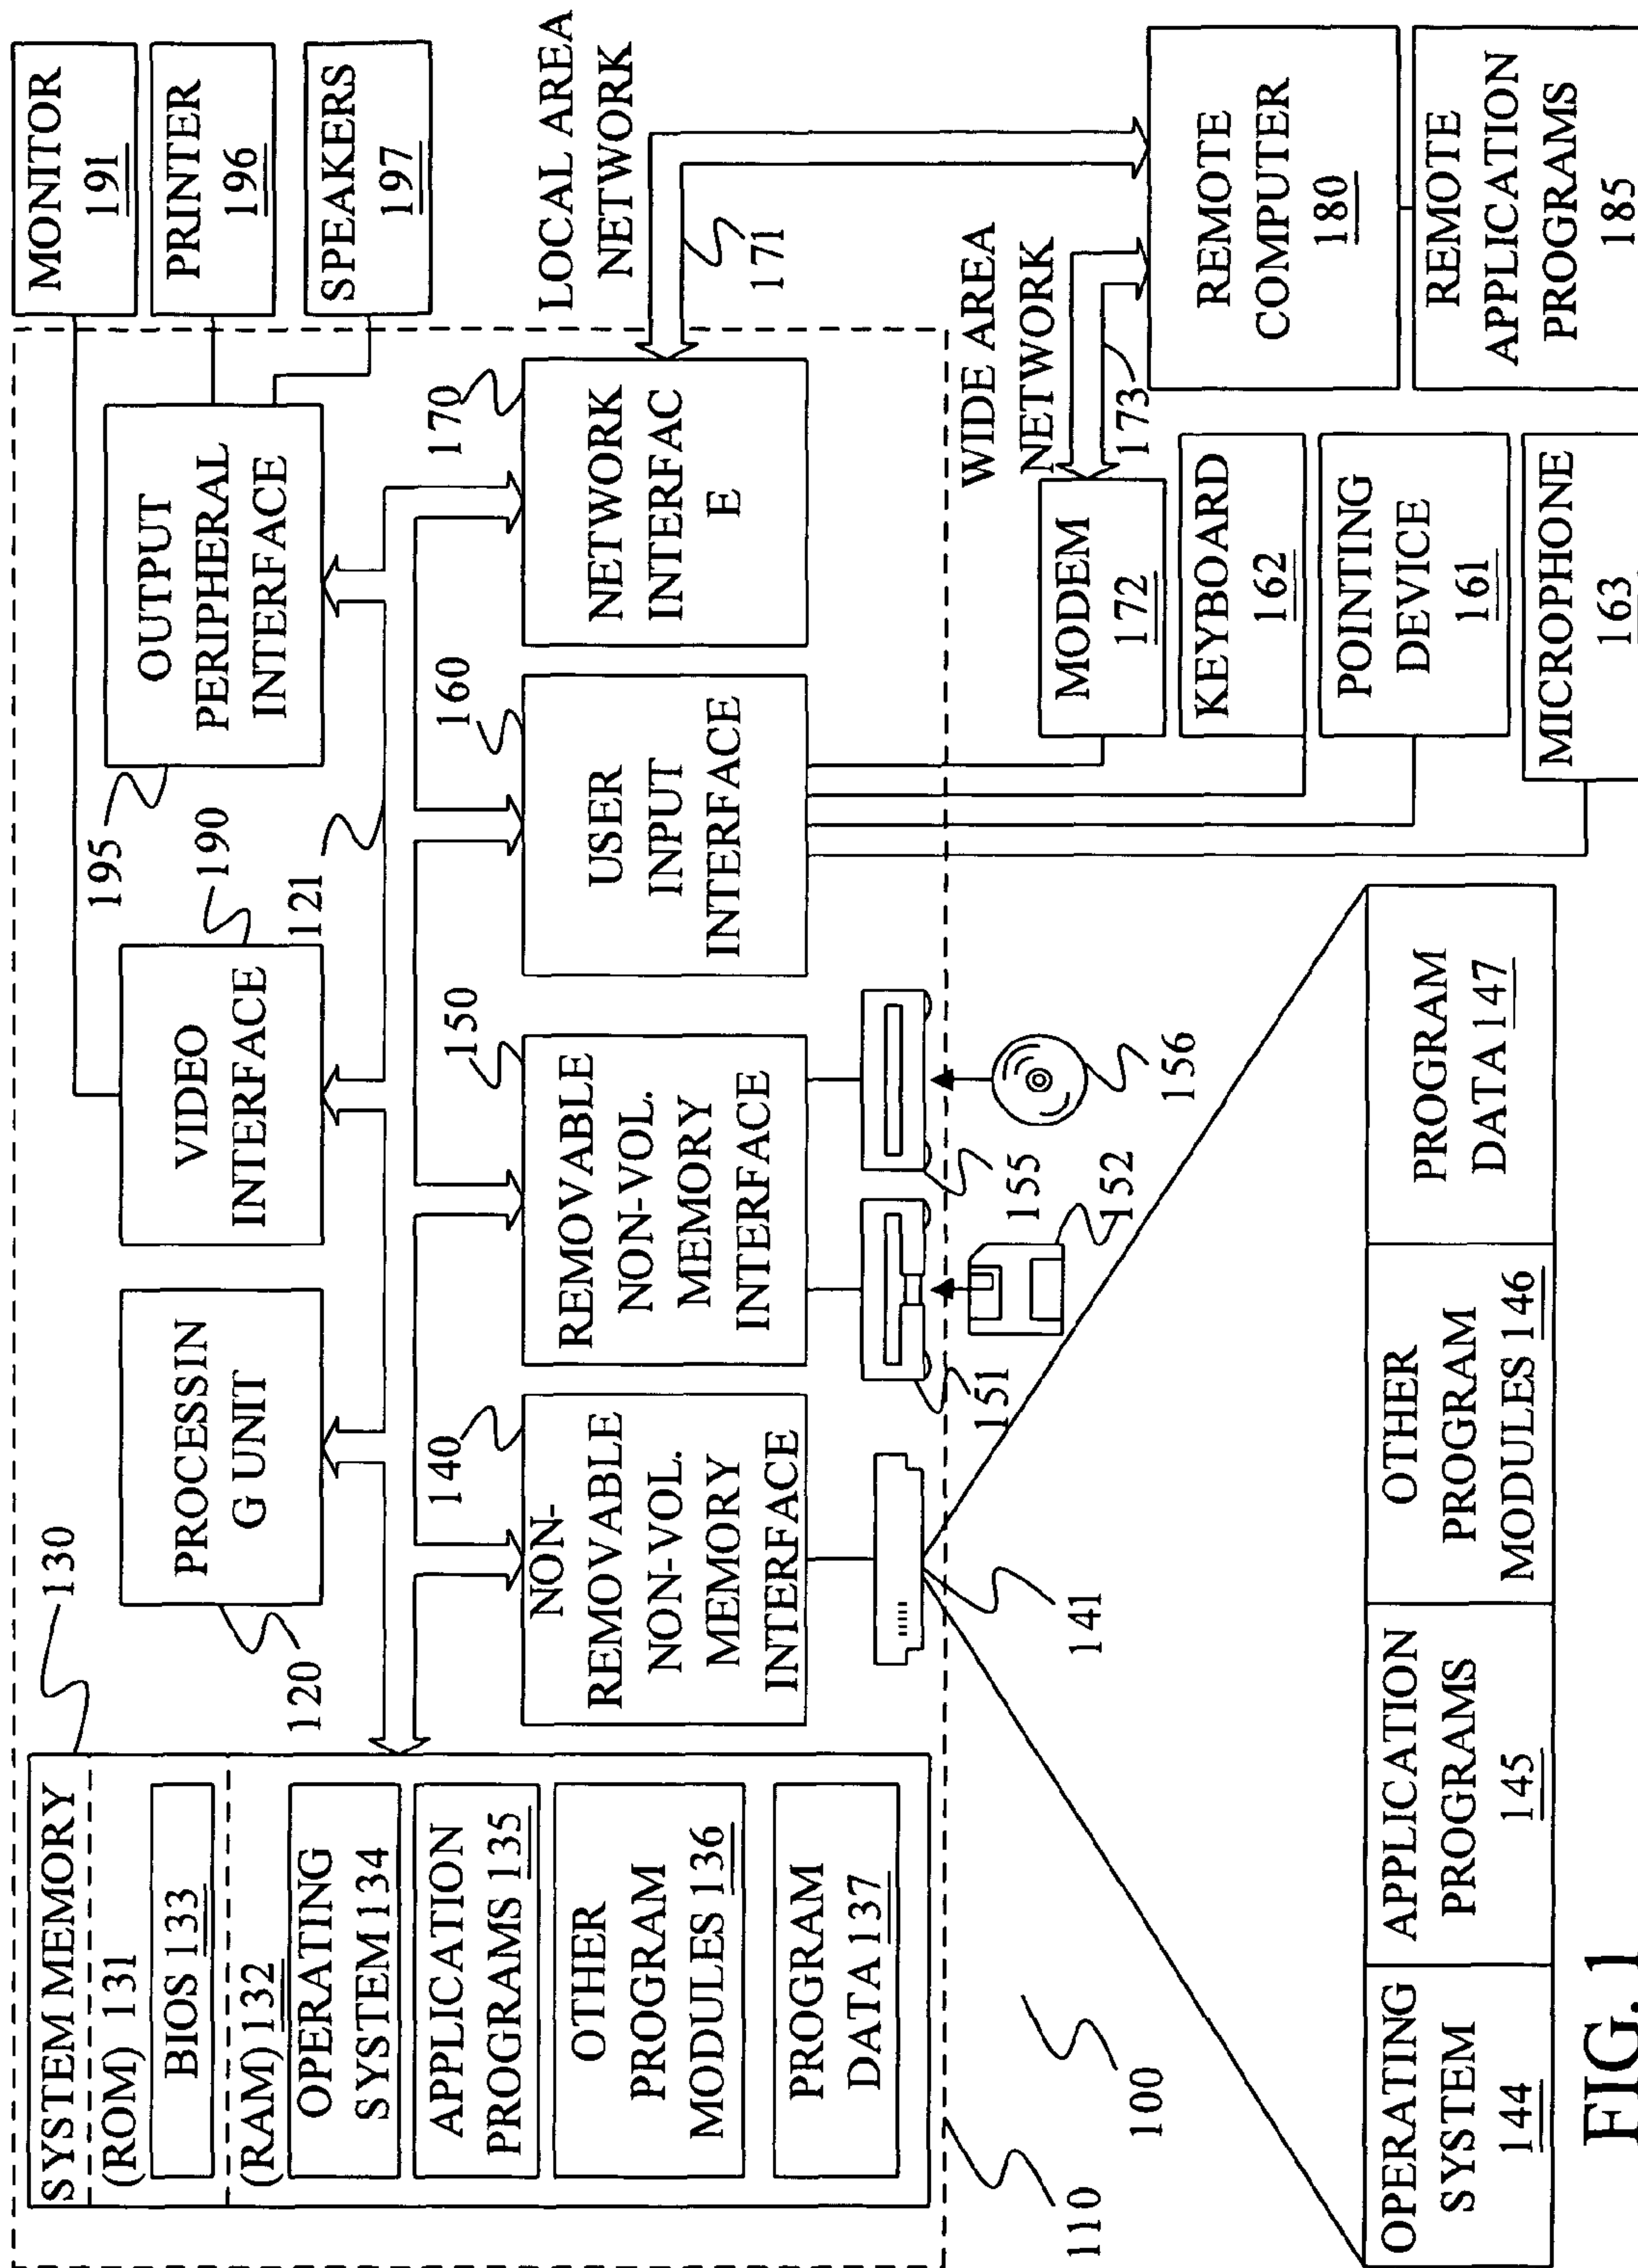 SYSTEM MEMORY
(ROM) 131
BIOS 133
(RAM) 132
OPERATING
SYSTEM 134
APPLICATION
PROGRAMS 135
OTHER
PROGRAM
MODULES 136
PROGRAM
DATA 137
130
PROCESSIN
G UNIT
120
VIDEO
INTERFACE
190
OUTPUT
PERIPHERAL
INTERFACE
195
121
MONITOR
191
PRINTER
196
SPEAKERS
197
NON-
REMOVABLE
NON-VOL.
MEMORY
INTERFACE
140
REMOVABLE
NON-VOL.
MEMORY
INTERFACE
150
USER
INPUT
INTERFACE
160
NETWORK
INTERFAC
E
170
LOCAL AREA
NETWORK
171
WIDE AREA
NETWORK
173
141
151
152
155
156
MODEM
172
KEYBOARD
162
POINTING
DEVICE
161
MICROPHONE
163
REMOTE
COMPUTER
180
REMOTE
APPLICATION
PROGRAMS
185
110
100
OPERATING
SYSTEM
144
APPLICATION
PROGRAMS
145
OTHER
PROGRAM
MODULES 146
PROGRAM
DATA 147
FIG. 1